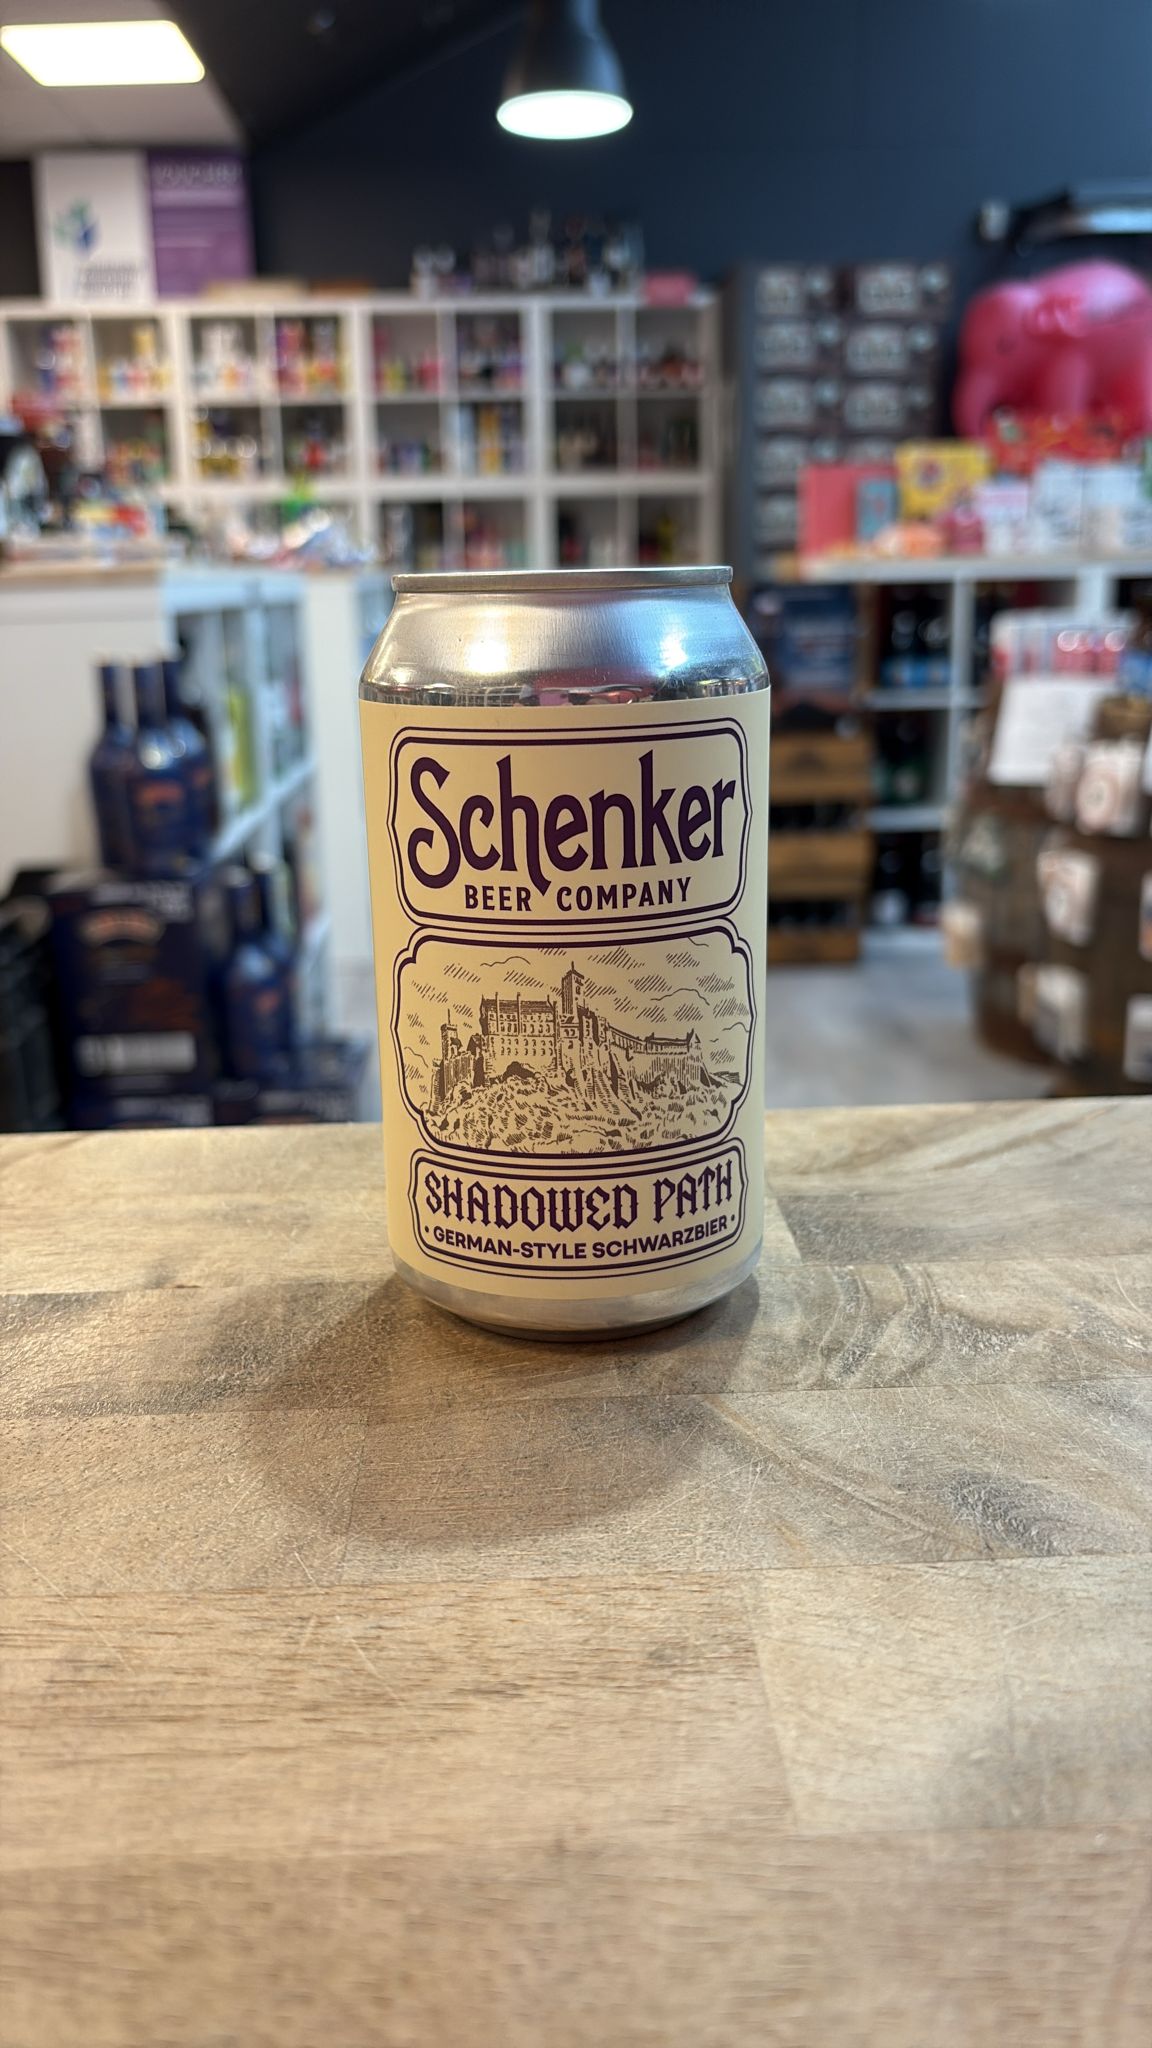 Schenker
BEER COMPANY
SHADOWED PATH
• GERMAN-STYLE SCHWARZBIER •